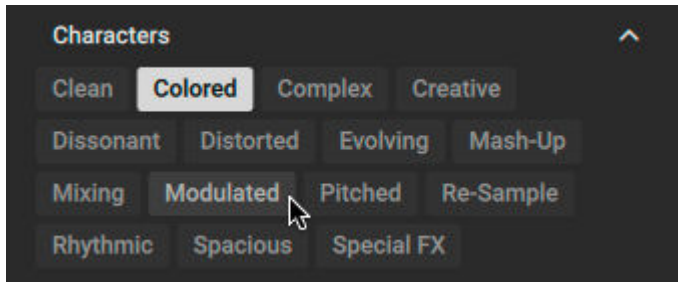 Characters
Clean Colored Complex Creative
Dissonant Distorted Evolving Mash-Up
Mixing Modulated Pitched Re-Sample
Rhythmic Spacious Special FX